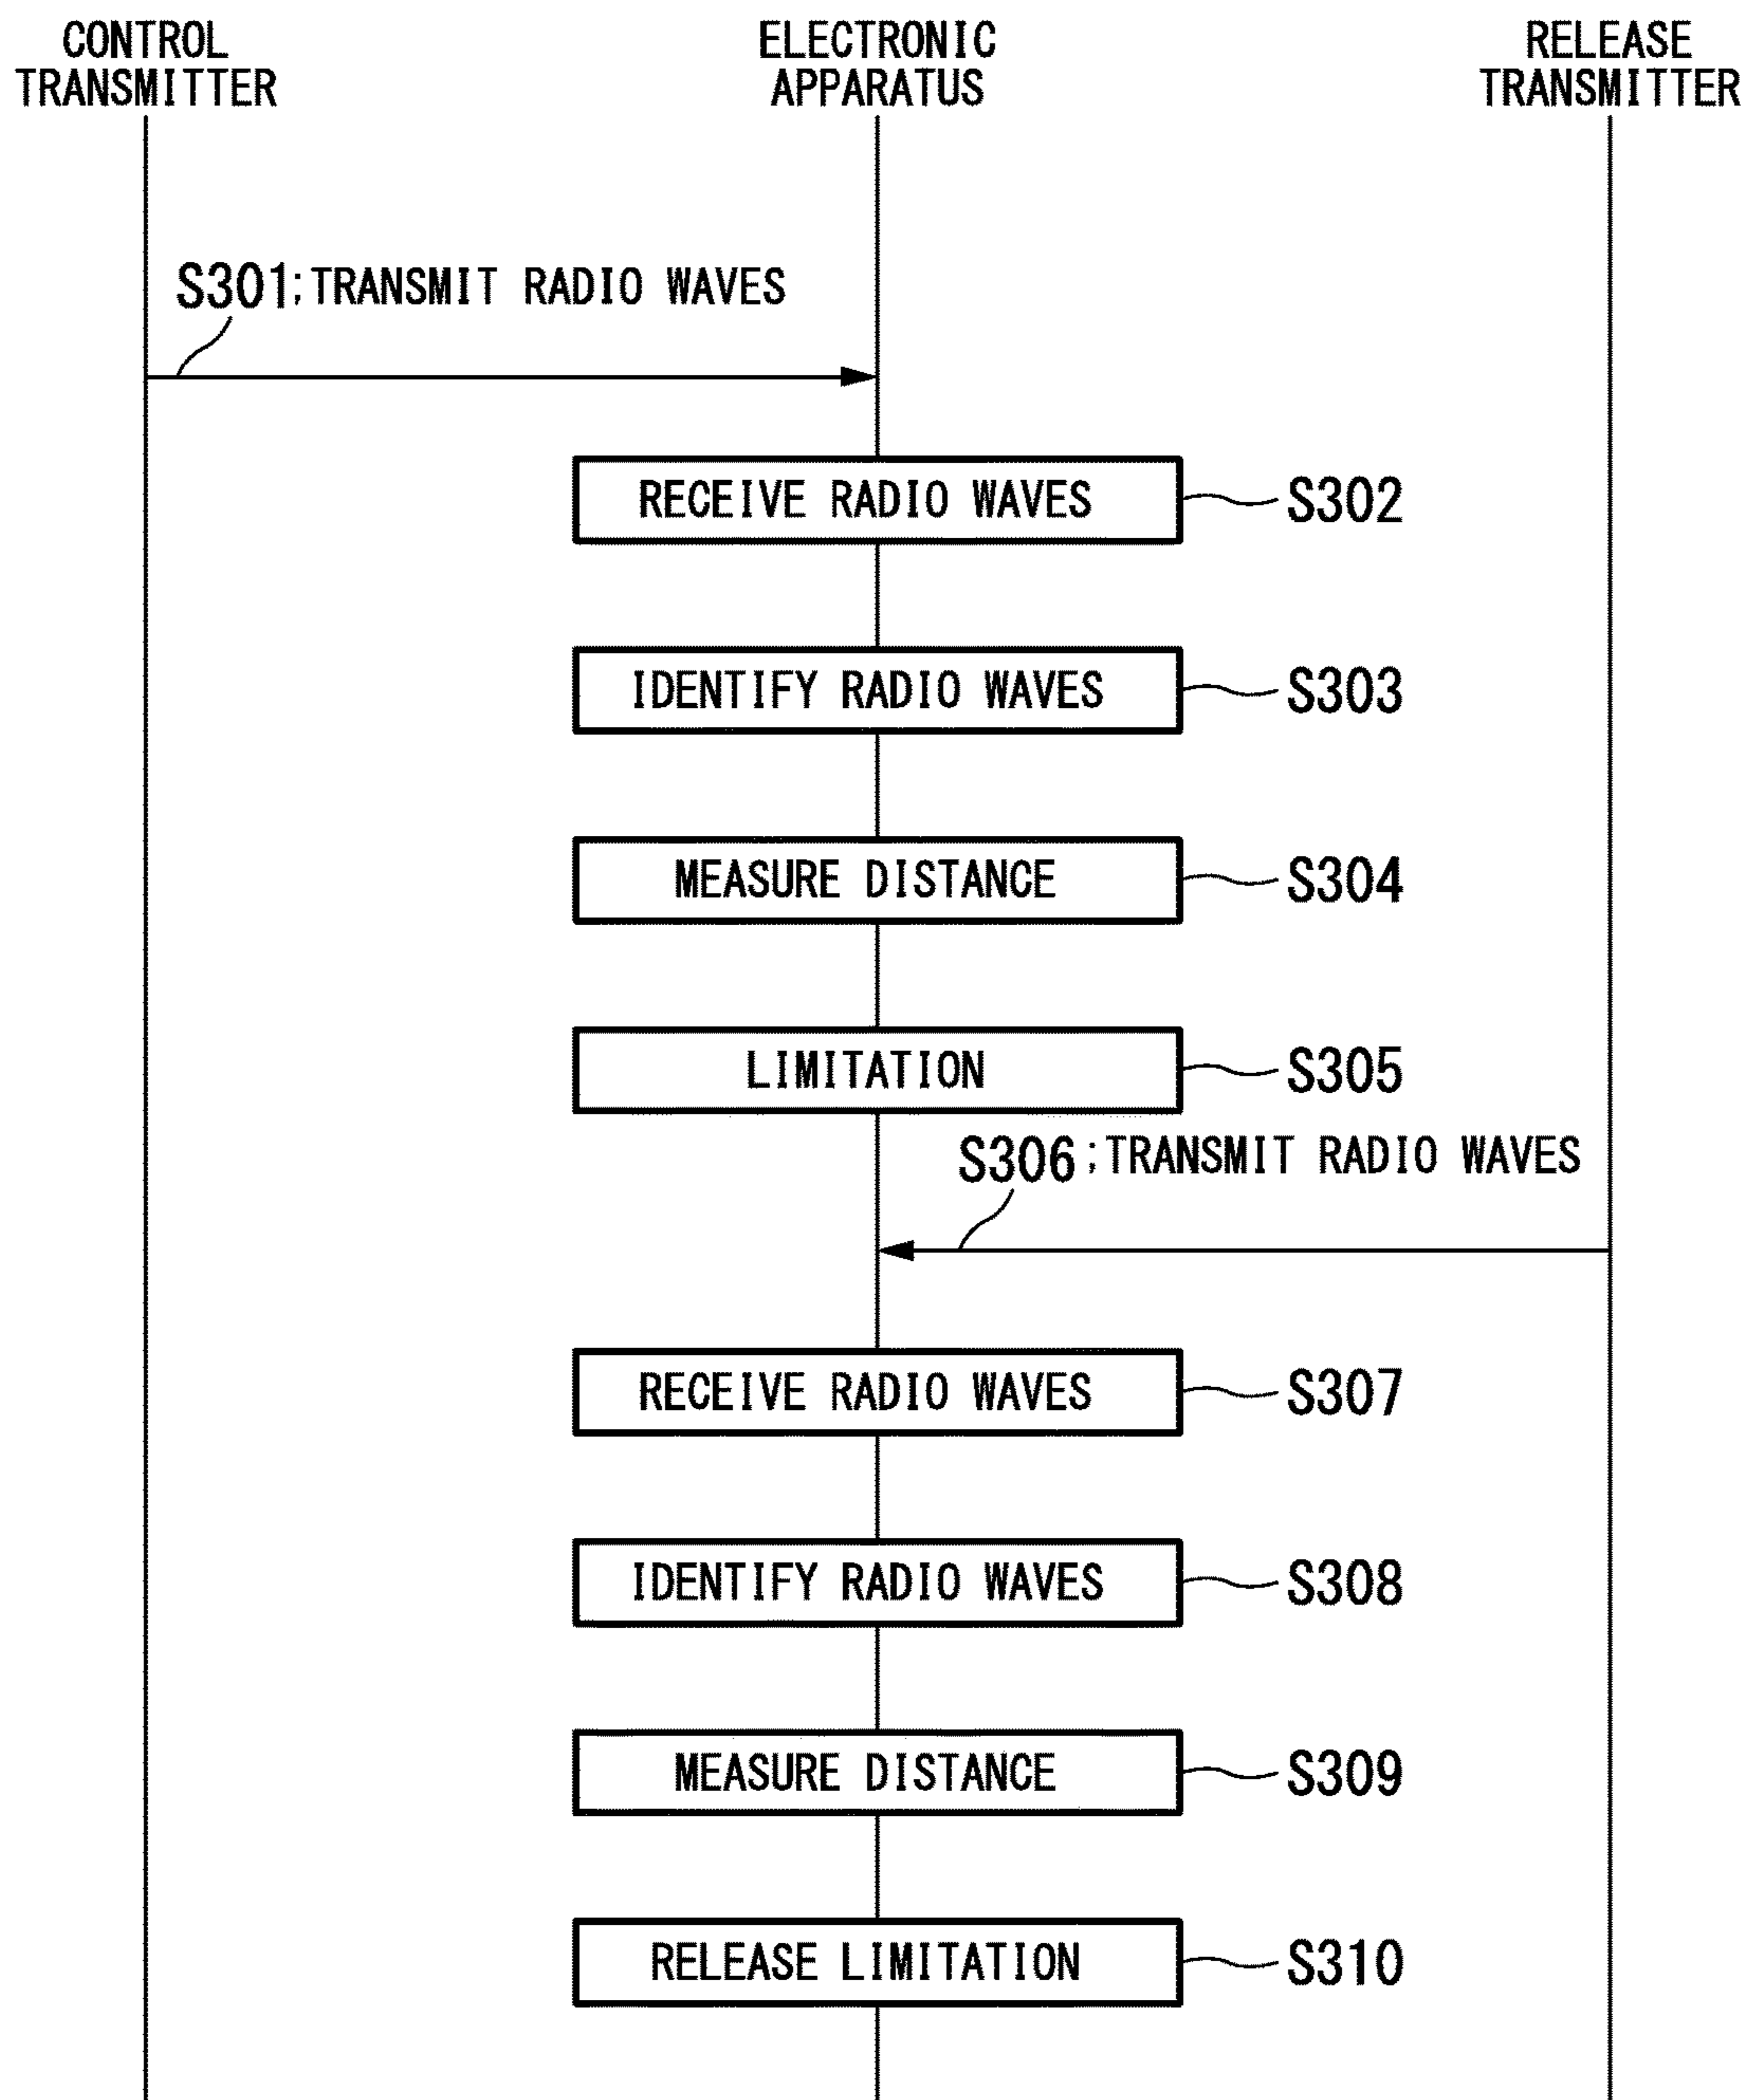 CONTROL
TRANSMITTER
ELECTRONIC
APPARATUS
RELEASE
TRANSMITTER
S301;TRANSMIT RADIO WAVES
RECEIVE RADIO WAVES
S302
IDENTIFY RADIO WAVES
S303
MEASURE DISTANCE
S304
LIMITATION
S305
S306;TRANSMIT RADIO WAVES
RECEIVE RADIO WAVES
S307
IDENTIFY RADIO WAVES
S308
MEASURE DISTANCE
S309
RELEASE LIMITATION
S310